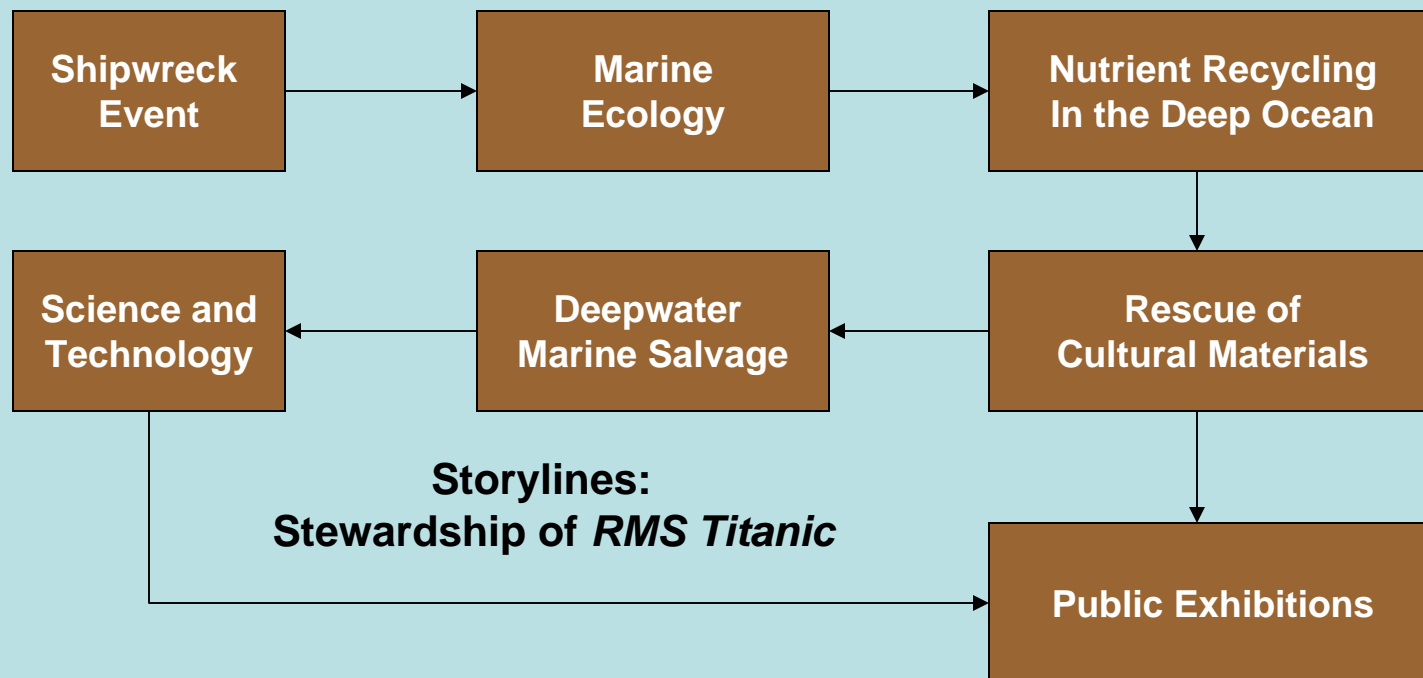 Shipwreck
Event
Marine
Ecology
Nutrient Recycling
In the Deep Ocean
Science and
Technology
Deepwater
Marine Salvage
Rescue of
Cultural Materials
Storylines:
Stewardship of RMS Titanic
Public Exhibitions